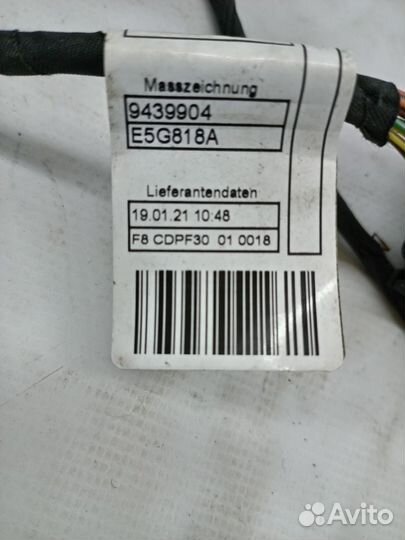 Masszeichnung
9439904
E5G818A
Lieferantendaten
19.01.21 10:48
F8 CDPF30 01 0018
Avito